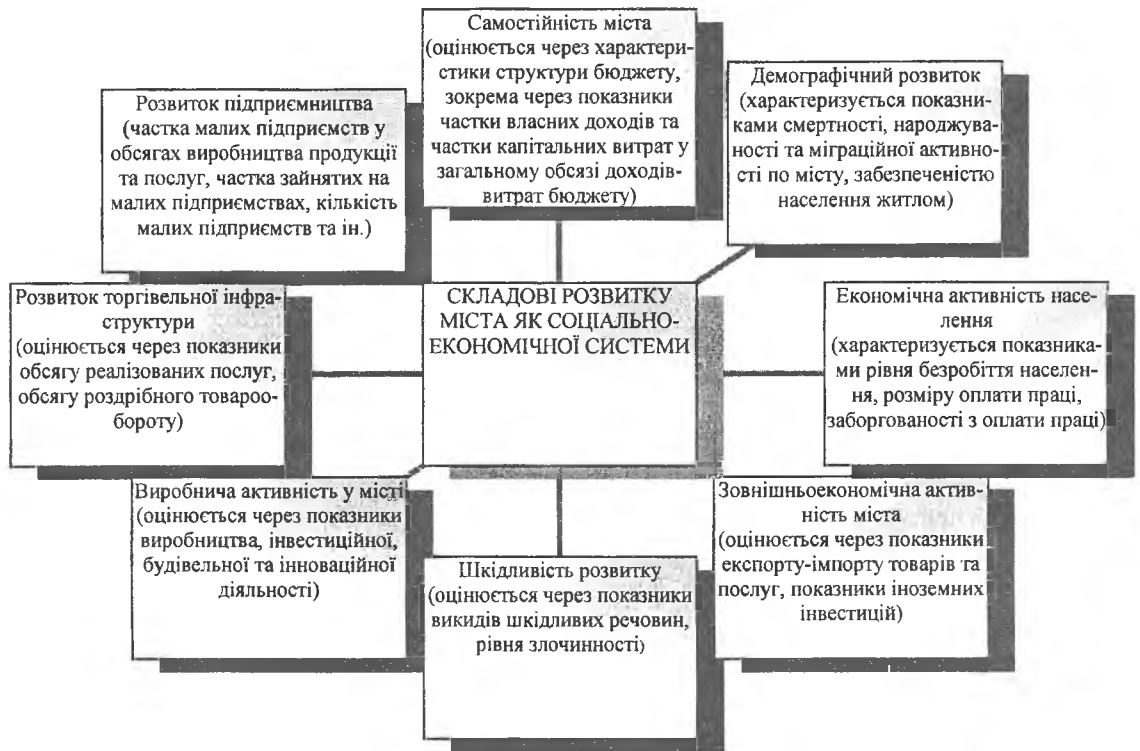 Самостійність міста
(оцінюється через характери-
стики структури бюджету,
зокрема через показники
частки власних доходів та
частки капітальних витрат у
загальному обсязі доходів-
витрат бюджету)
Демографічний розвиток
(характеризується показни-
ками смертності, народжува-
ності та міграційної активно-
сті по місту, забезпеченістю
населення житлом)
Розвиток підприємництва
(частка малих підприємств у
обсягах виробництва продукції
та послуг, частка зайнятих на
малих підприємствах, кількість
малих підприємств та ін.)
Розвиток торгівельної інфра-
структури
(оцінюється через показники
обсягу реалізованих послуг,
обсягу роздрібного товарoо-
бороту)
СКЛАДОВІ РОЗВИТКУ
МІСТА ЯК СОЦІАЛЬНО-
ЕКОНОМІЧНОЇ СИСТЕМИ
Економічна активність насе-
лення
(характеризується показника-
ми рівня безробіття населен-
ня, розміру оплати праці,
заборгованості з оплати праці)
Виробнича активність у місті
(оцінюється через показники
виробництва, інвестиційної,
будівельної та інноваційної
діяльності)
Шкідливість розвитку
(оцінюється через показники
викидів шкідливих речовин,
рівня злочинності)
Зовнішньоекономічна актив-
ність міста
(оцінюється через показники
експорту-імпорту товарів та
послуг, показники іноземних
інвестицій)